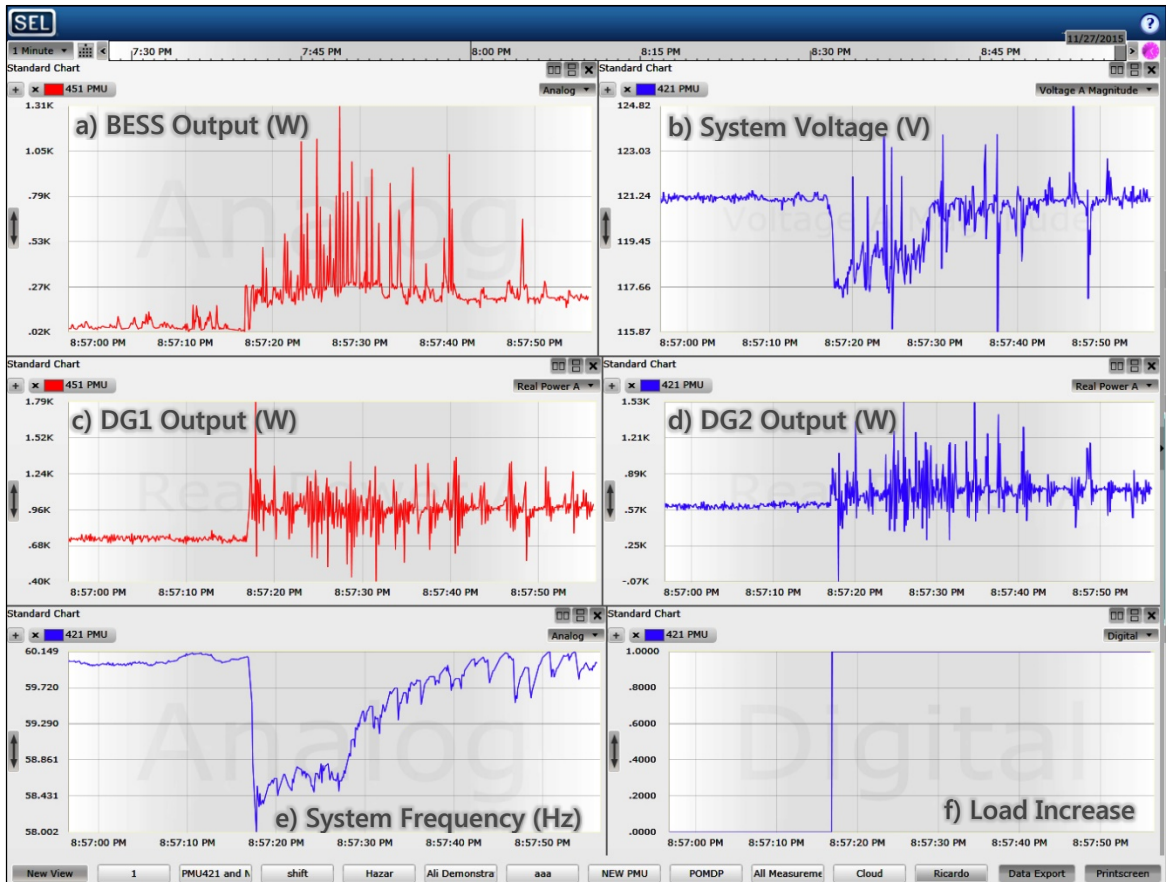 SEL ?
11/27/2015
1 Minute < 7:30 PM 7:45 PM 8:00 PM 8:15 PM 8:30 PM 8:45 PM >
Standard Chart
+ x 451 PMU Analog
a) BESS Output (W)
Analog
1.31K
1.05K
.79K
.53K
.27K
.02K
8:57:00 PM 8:57:10 PM 8:57:20 PM 8:57:30 PM 8:57:40 PM 8:57:50 PM
Standard Chart
+ x 421 PMU Voltage A Magnitude
b) System Voltage (V)
Voltage A Magnitude
124.82
123.03
121.24
119.45
117.66
115.87
8:57:00 PM 8:57:10 PM 8:57:20 PM 8:57:30 PM 8:57:40 PM 8:57:50 PM
Standard Chart
+ x 451 PMU Real Power A
c) DG1 Output (W)
Real Power A
1.79K
1.52K
1.24K
.96K
.68K
.40K
8:57:00 PM 8:57:10 PM 8:57:20 PM 8:57:30 PM 8:57:40 PM 8:57:50 PM
Standard Chart
+ x 421 PMU Real Power A
d) DG2 Output (W)
Real Power A
1.53K
1.21K
.89K
.57K
.25K
-.07K
8:57:00 PM 8:57:10 PM 8:57:20 PM 8:57:30 PM 8:57:40 PM 8:57:50 PM
Standard Chart
+ x 421 PMU Analog
Analog
60.149
59.720
59.290
58.861
58.431
58.002
e) System Frequency (Hz)
8:57:00 PM 8:57:10 PM 8:57:20 PM 8:57:30 PM 8:57:40 PM 8:57:50 PM
Standard Chart
+ x 421 PMU Digital
Digital
1.0000
.8000
.6000
.4000
.2000
.0000
f) Load Increase
8:57:00 PM 8:57:10 PM 8:57:20 PM 8:57:30 PM 8:57:40 PM 8:57:50 PM
New View 1 PMU421 and N shift Hazar Ali Demonstra aaa NEW PMU POMDP All Measureme Cloud Ricardo Data Export Printscreen